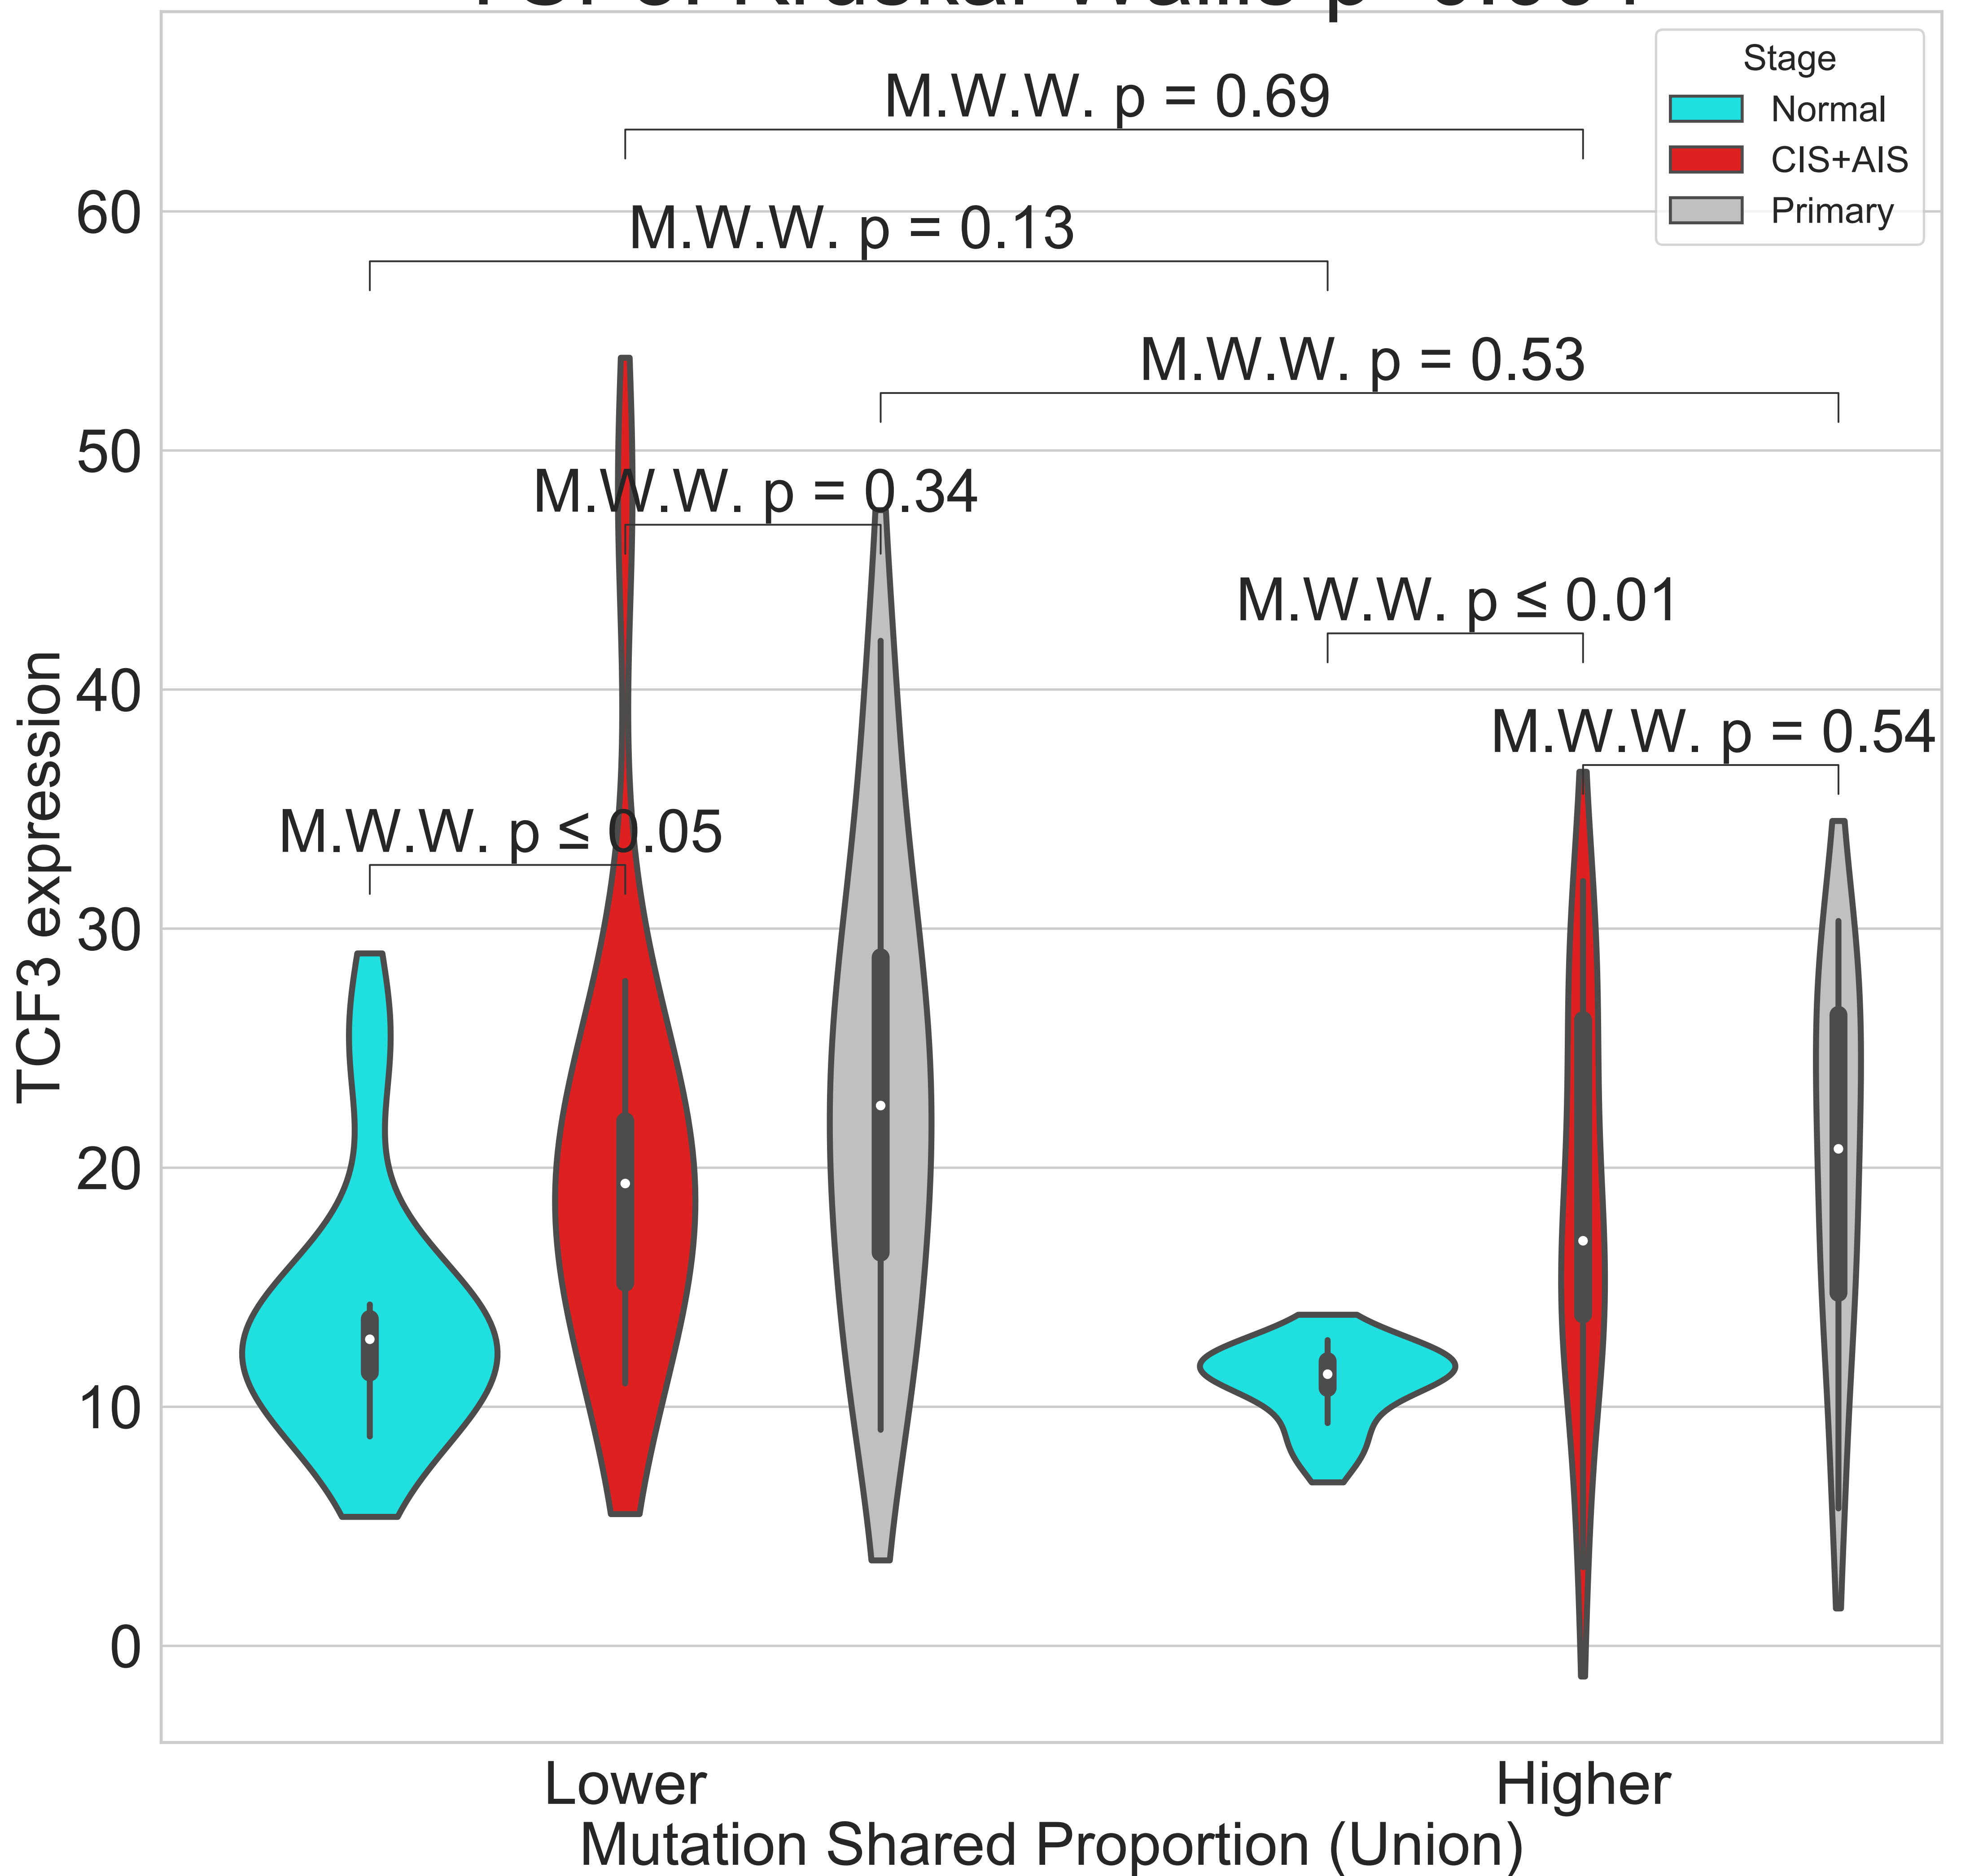 Stage
Normal
CIS+AIS
Primary
M.W.W. p = 0.69
M.W.W. p = 0.13
M.W.W. p = 0.53
M.W.W. p = 0.34
M.W.W. p ≤ 0.01
M.W.W. p = 0.54
M.W.W. p ≤ 0.05
TCF3 expression
60
50
40
30
20
10
0
Lower
Higher
Mutation Shared Proportion (Union)